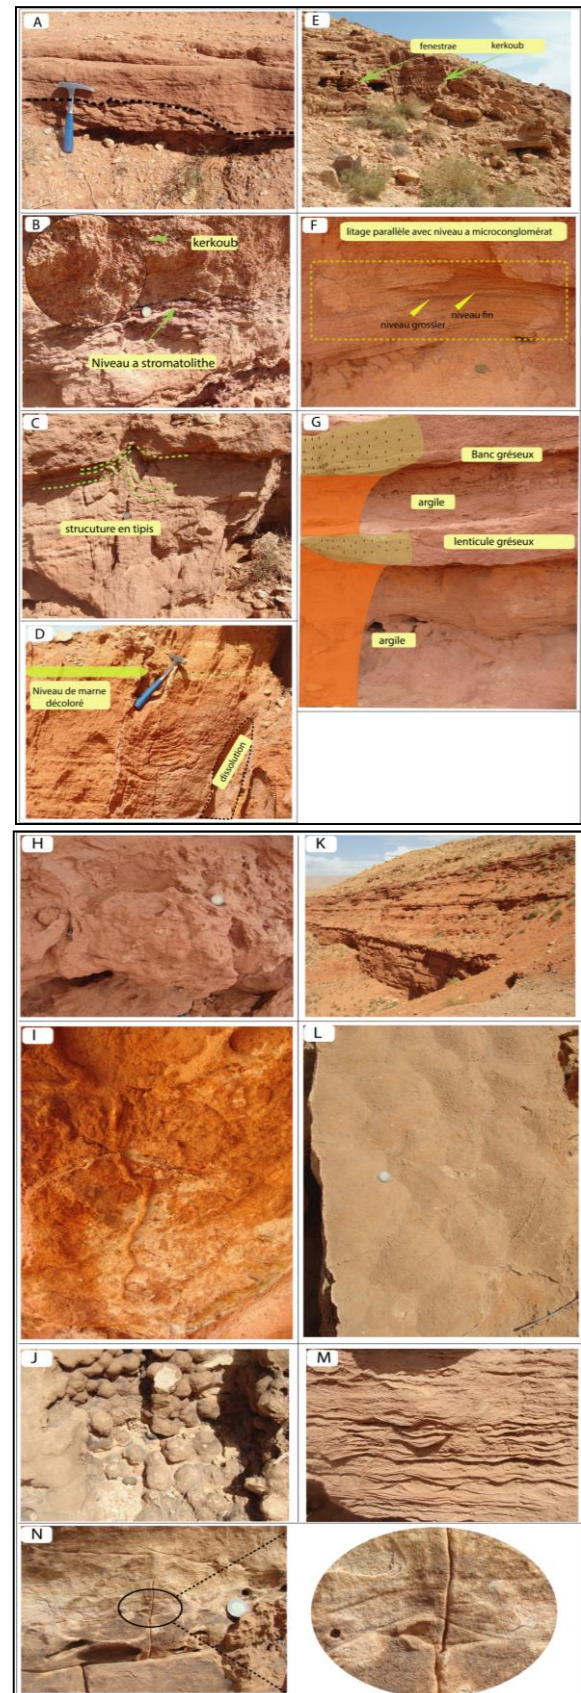 A
E
fenestrae
kerkoub
B
kerkoub
Niveau a stromatolithe
F
litage parallèle avec niveau a microconglomérat
niveau grossier
niveau fin
C
strucuture en tipis
G
Banc gréseux
argile
lenticule gréseux
argile
D
Niveau de marne
décoloré
dissolution
H
K
I
L
J
M
N